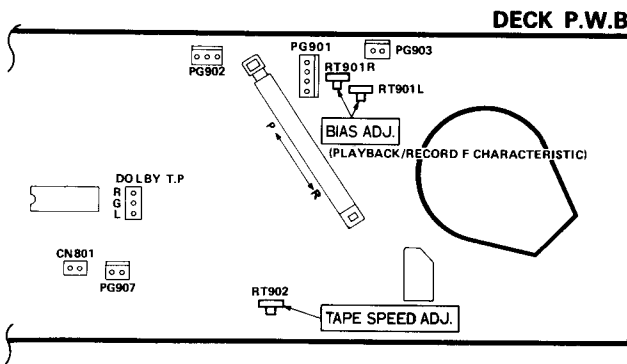 DECK P.W.B
PG901
PG903
PG902
RT901R
RT901L
BIAS ADJ.
(PLAYBACK/RECORD F CHARACTERISTIC)
P
R
DOLBY T.P
R
G
L
CN801
PG907
RT902
TAPE SPEED ADJ.